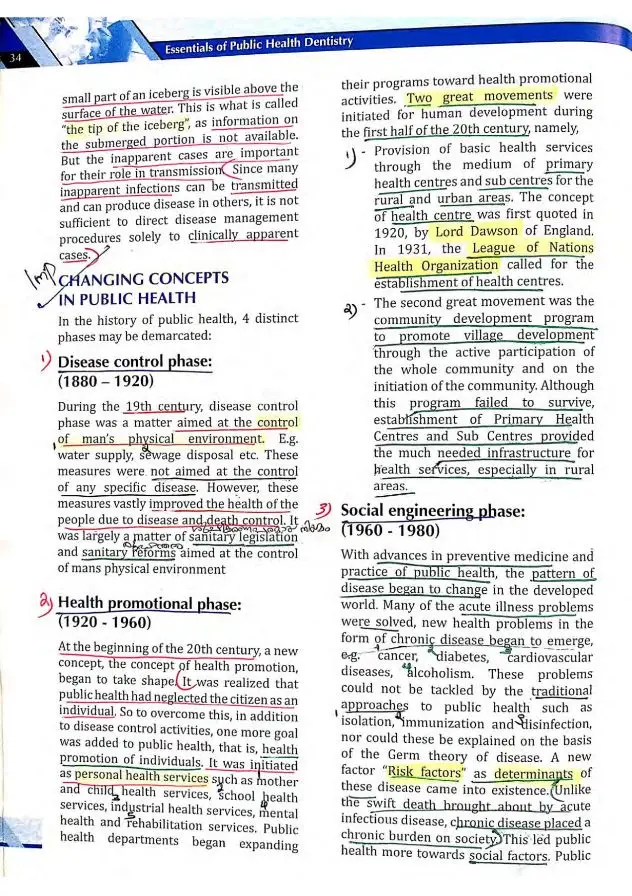 34
Essentials of Public Health Dentistry
small part of an iceberg is visible above the
surface of the water. This is what is called
"the tip of the iceberg", as information on
the submerged portion is not available.
But the inapparent cases are important
for their role in transmission. Since many
inapparent infections can be transmitted
and can produce disease in others, it is not
sufficient to direct disease management
procedures solely to clinically apparent
cases.
Imp
CHANGING CONCEPTS
IN PUBLIC HEALTH
In the history of public health, 4 distinct
phases may be demarcated:
1)
Disease control phase:
(1880 – 1920)
During the 19th century, disease control
phase was a matter aimed at the control
of man's physical environment. E.g.
water supply, sewage disposal etc. These
measures were not aimed at the control
of any specific disease. However, these
measures vastly improved the health of the
people due to disease and death control. It
was largely a matter of sanitary legislation
and sanitary reforms aimed at the control
of mans physical environment
2)
Health promotional phase:
(1920 - 1960)
At the beginning of the 20th century, a new
concept, the concept of health promotion,
began to take shape. It was realized that
public health had neglected the citizen as an
individual. So to overcome this, in addition
to disease control activities, one more goal
was added to public health, that is, health
promotion of individuals. It was initiated
as personal health services such as mother
and child health services, school health
services, industrial health services, mental
health and rehabilitation services. Public
health departments began expanding
their programs toward health promotional
activities. Two great movements were
initiated for human development during
the first half of the 20th century, namely,
1) - Provision of basic health services
through the medium of primary
health centres and sub centres for the
rural and urban areas. The concept
of health centre was first quoted in
1920, by Lord Dawson of England.
In 1931, the League of Nations
Health Organization called for the
establishment of health centres.
2) - The second great movement was the
community development program
to promote village development
through the active participation of
the whole community and on the
initiation of the community. Although
this program failed to survive,
establishment of Primary Health
Centres and Sub Centres provided
the much needed infrastructure for
health services, especially in rural
areas.
3)
Social engineering phase:
(1960 - 1980)
With advances in preventive medicine and
practice of public health, the pattern of
disease began to change in the developed
world. Many of the acute illness problems
were solved, new health problems in the
form of chronic disease began to emerge,
e.g. cancer, diabetes, cardiovascular
diseases, alcoholism. These problems
could not be tackled by the traditional
approaches to public health such as
isolation, immunization and disinfection,
nor could these be explained on the basis
of the Germ theory of disease. A new
factor "Risk factors" as determinants of
these disease came into existence. Unlike
the swift death brought about by acute
infectious disease, chronic disease placed a
chronic burden on society. This led public
health more towards social factors. Public